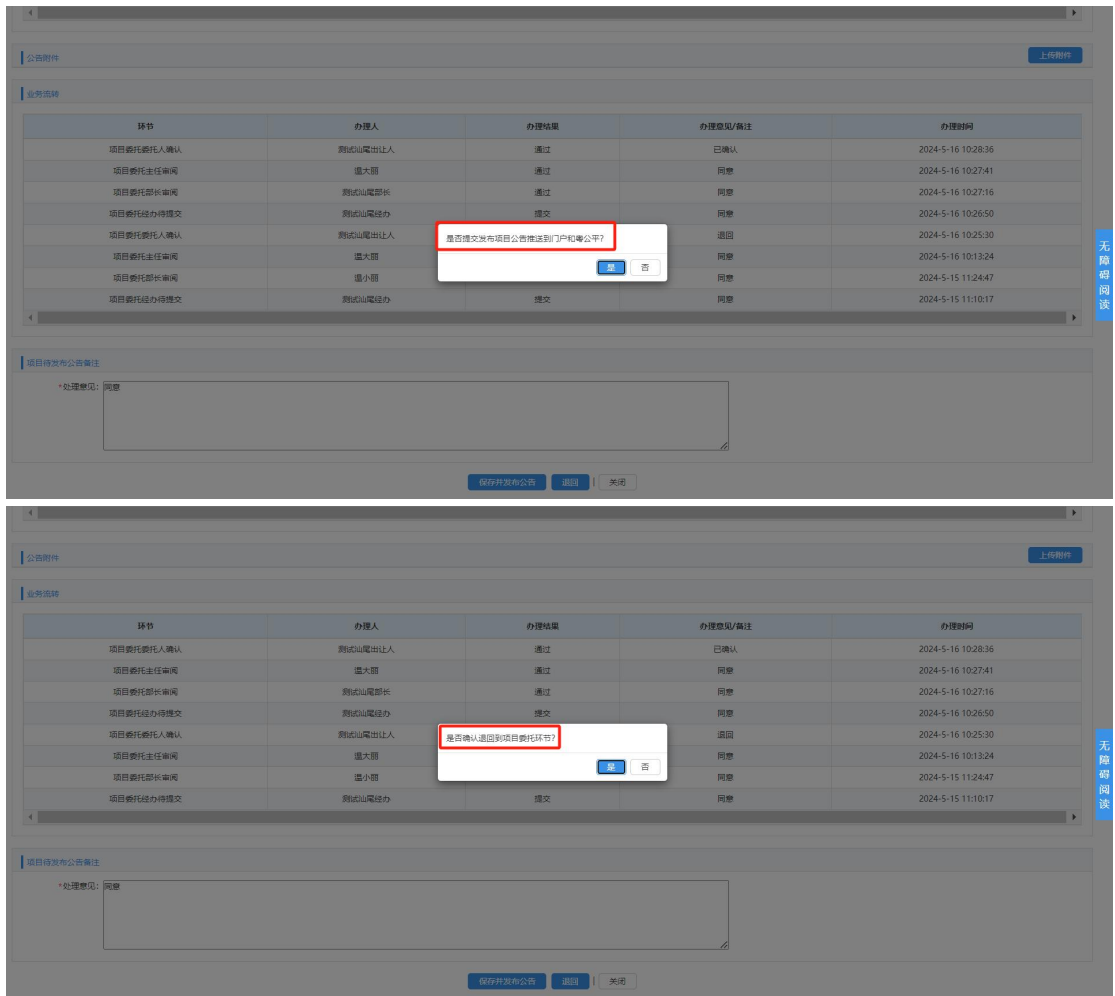 公告附件 上传附件
业务流转
环节 办理人 办理结果 办理意见/备注 办理时间
项目委托委托人确认 测试汕尾出让人 通过 已确认 2024-5-16 10:28:36
项目委托主任审阅 温大丽 通过 同意 2024-5-16 10:27:41
项目委托部长审阅 测试汕尾部长 通过 同意 2024-5-16 10:27:16
项目委托经办待提交 测试汕尾经办 提交 同意 2024-5-16 10:26:50
项目委托委托人确认 测试汕尾出让人 退回 2024-5-16 10:25:30
项目委托主任审阅 温大丽 同意 2024-5-16 10:13:24
项目委托部长审阅 温小丽 同意 2024-5-15 11:24:47
项目委托经办待提交 测试汕尾经办 提交 同意 2024-5-15 11:10:17
是否提交发布项目公告推送到门户和粤公平?
是 否
无障碍阅读
项目待发布公告备注
*处理意见: 同意
保存并发布公告 退回 | 关闭
公告附件 上传附件
业务流转
环节 办理人 办理结果 办理意见/备注 办理时间
项目委托委托人确认 测试汕尾出让人 通过 已确认 2024-5-16 10:28:36
项目委托主任审阅 温大丽 通过 同意 2024-5-16 10:27:41
项目委托部长审阅 测试汕尾部长 通过 同意 2024-5-16 10:27:16
项目委托经办待提交 测试汕尾经办 提交 同意 2024-5-16 10:26:50
项目委托委托人确认 测试汕尾出让人 退回 2024-5-16 10:25:30
项目委托主任审阅 温大丽 同意 2024-5-16 10:13:24
项目委托部长审阅 温小丽 同意 2024-5-15 11:24:47
项目委托经办待提交 测试汕尾经办 提交 同意 2024-5-15 11:10:17
是否确认退回到项目委托环节?
是 否
无障碍阅读
项目待发布公告备注
*处理意见: 同意
保存并发布公告 退回 | 关闭